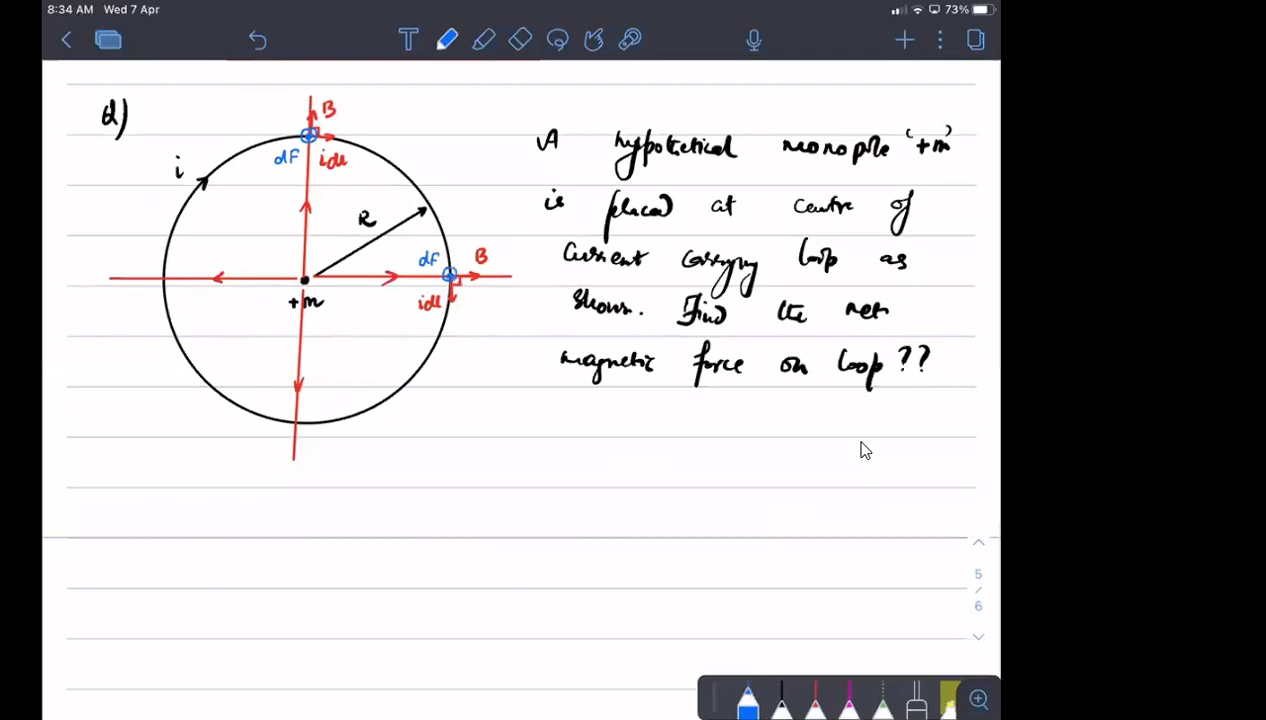 8:34 AM Wed 7 Apr
73%
T
d)
B
dF idl
i
R
dF B
idl
+m
A hypothetical monopole '+m'
is placed at centre of
Current carrying loop as
Shown. Find the net
magnetic force on loop ??
5
/
6